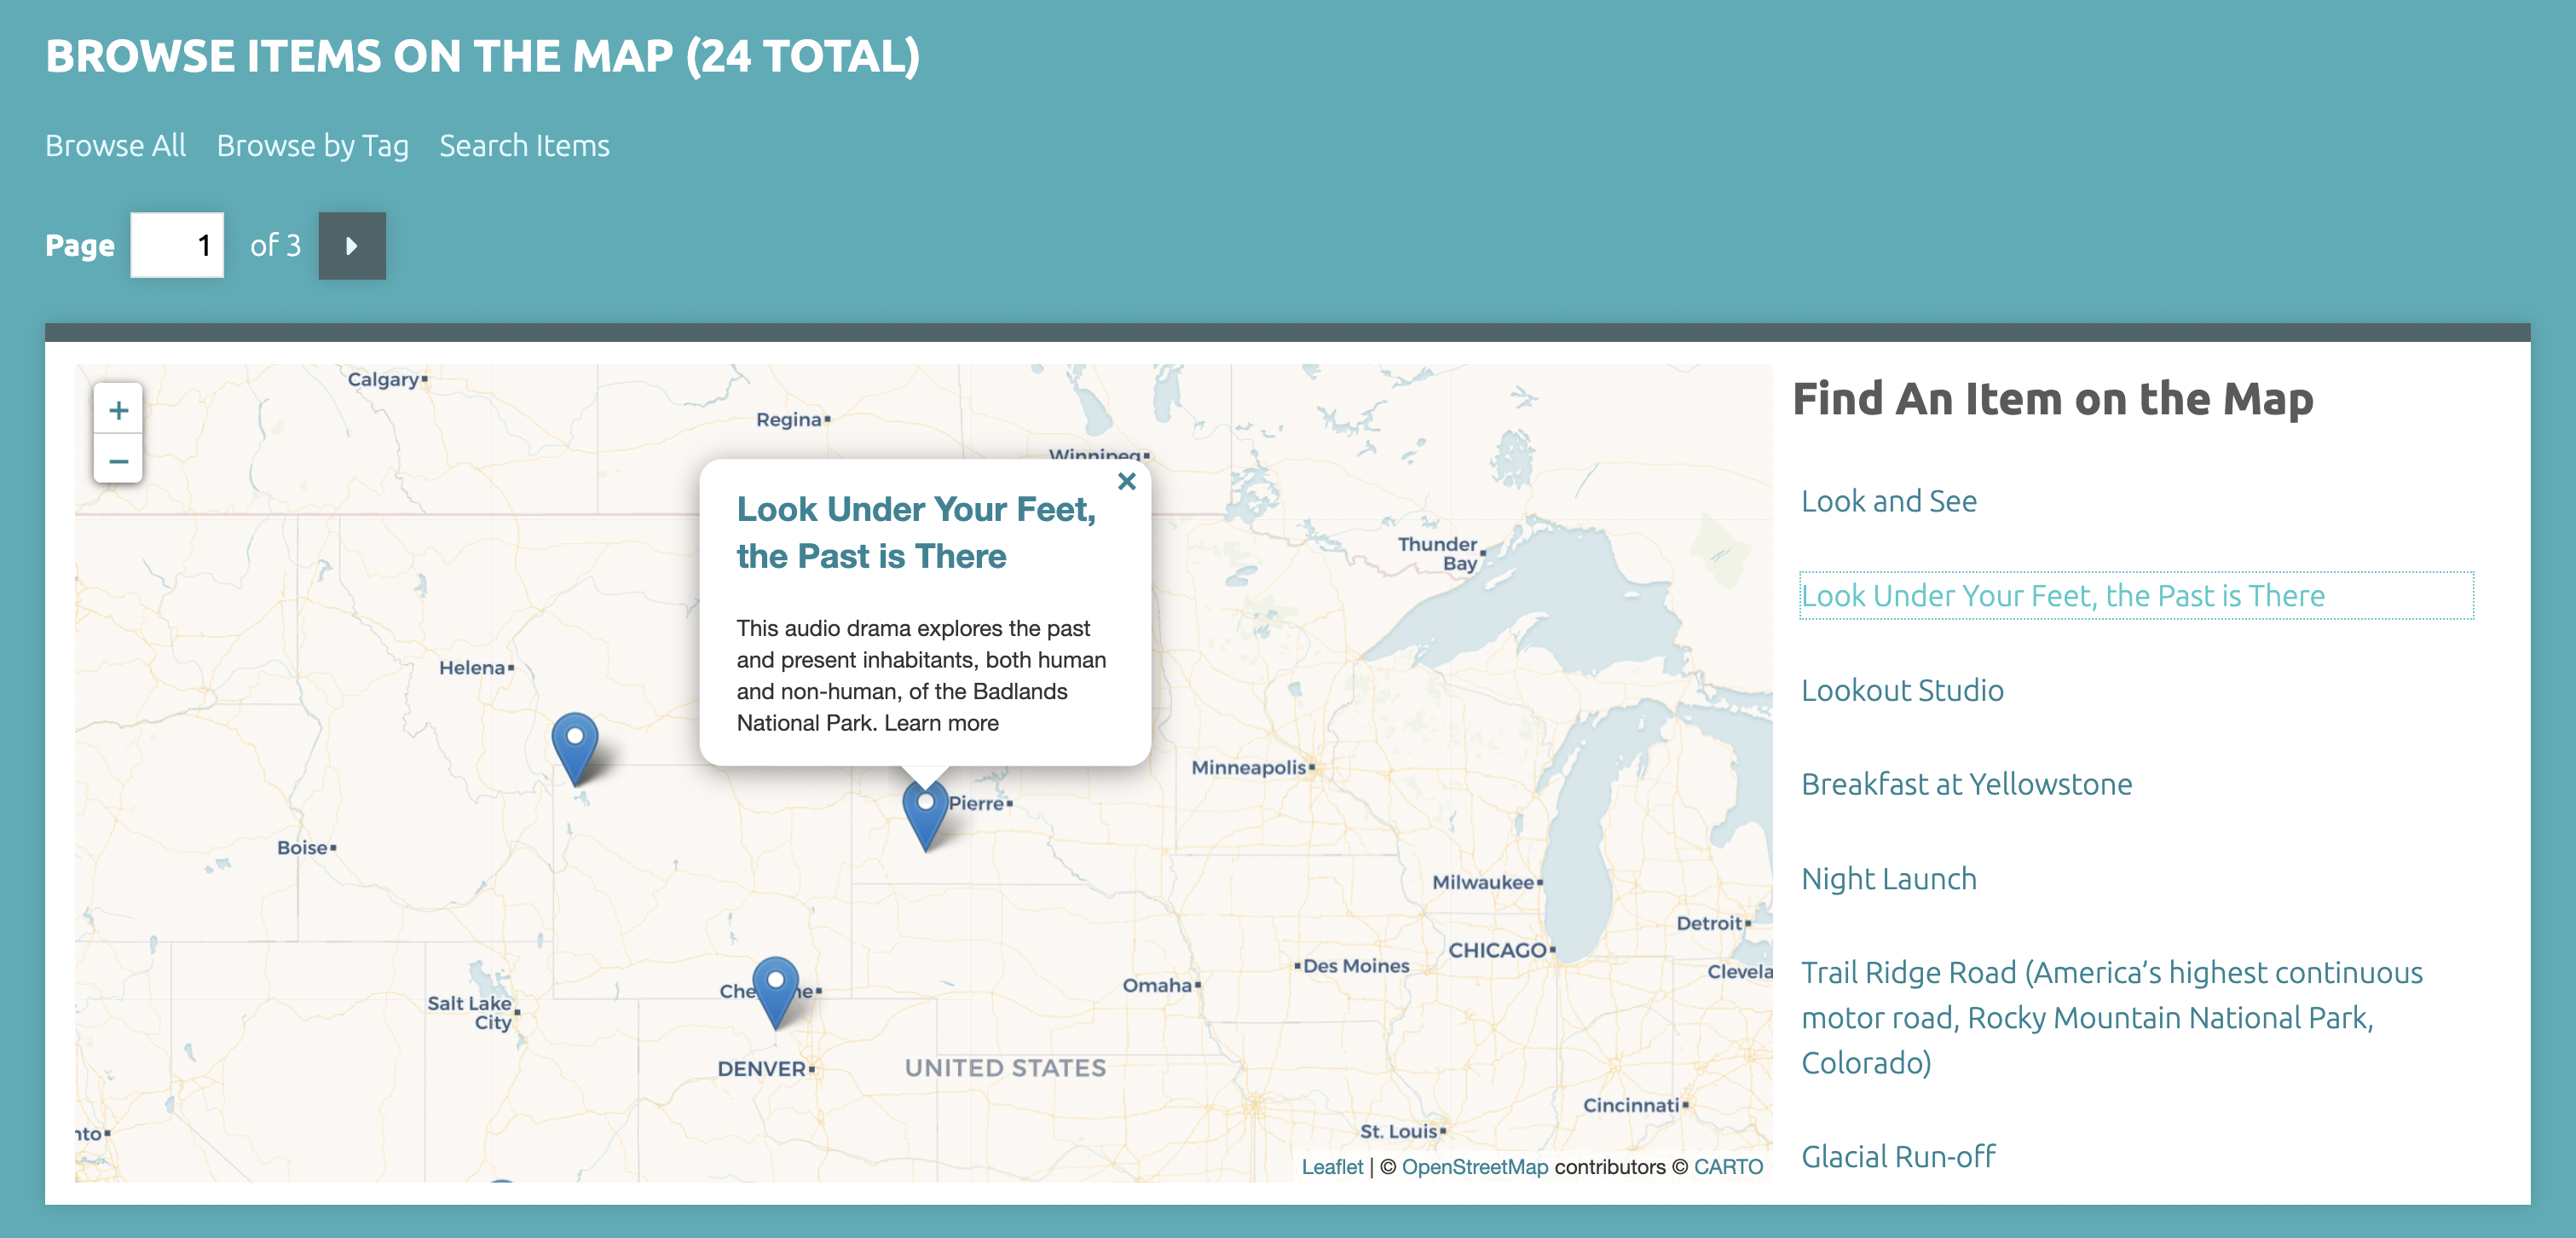 BROWSE ITEMS ON THE MAP (24 TOTAL)
Browse All Browse by Tag Search Items
Page 1 of 3
+
−
Calgary
Regina
Winnipeg
×
Look Under Your Feet,
the Past is There
This audio drama explores the past
and present inhabitants, both human
and non-human, of the Badlands
National Park. Learn more
Thunder
Bay
Helena
Pierre
Minneapolis
Boise
Milwaukee
Detroit
CHICAGO
Des Moines
Clevela
Omaha
Che ne
Salt Lake
City
DENVER
UNITED STATES
Cincinnati
St. Louis
nto
Leaflet | © OpenStreetMap contributors © CARTO
Find An Item on the Map
Look and See
Look Under Your Feet, the Past is There
Lookout Studio
Breakfast at Yellowstone
Night Launch
Trail Ridge Road (America’s highest continuous
motor road, Rocky Mountain National Park,
Colorado)
Glacial Run-off